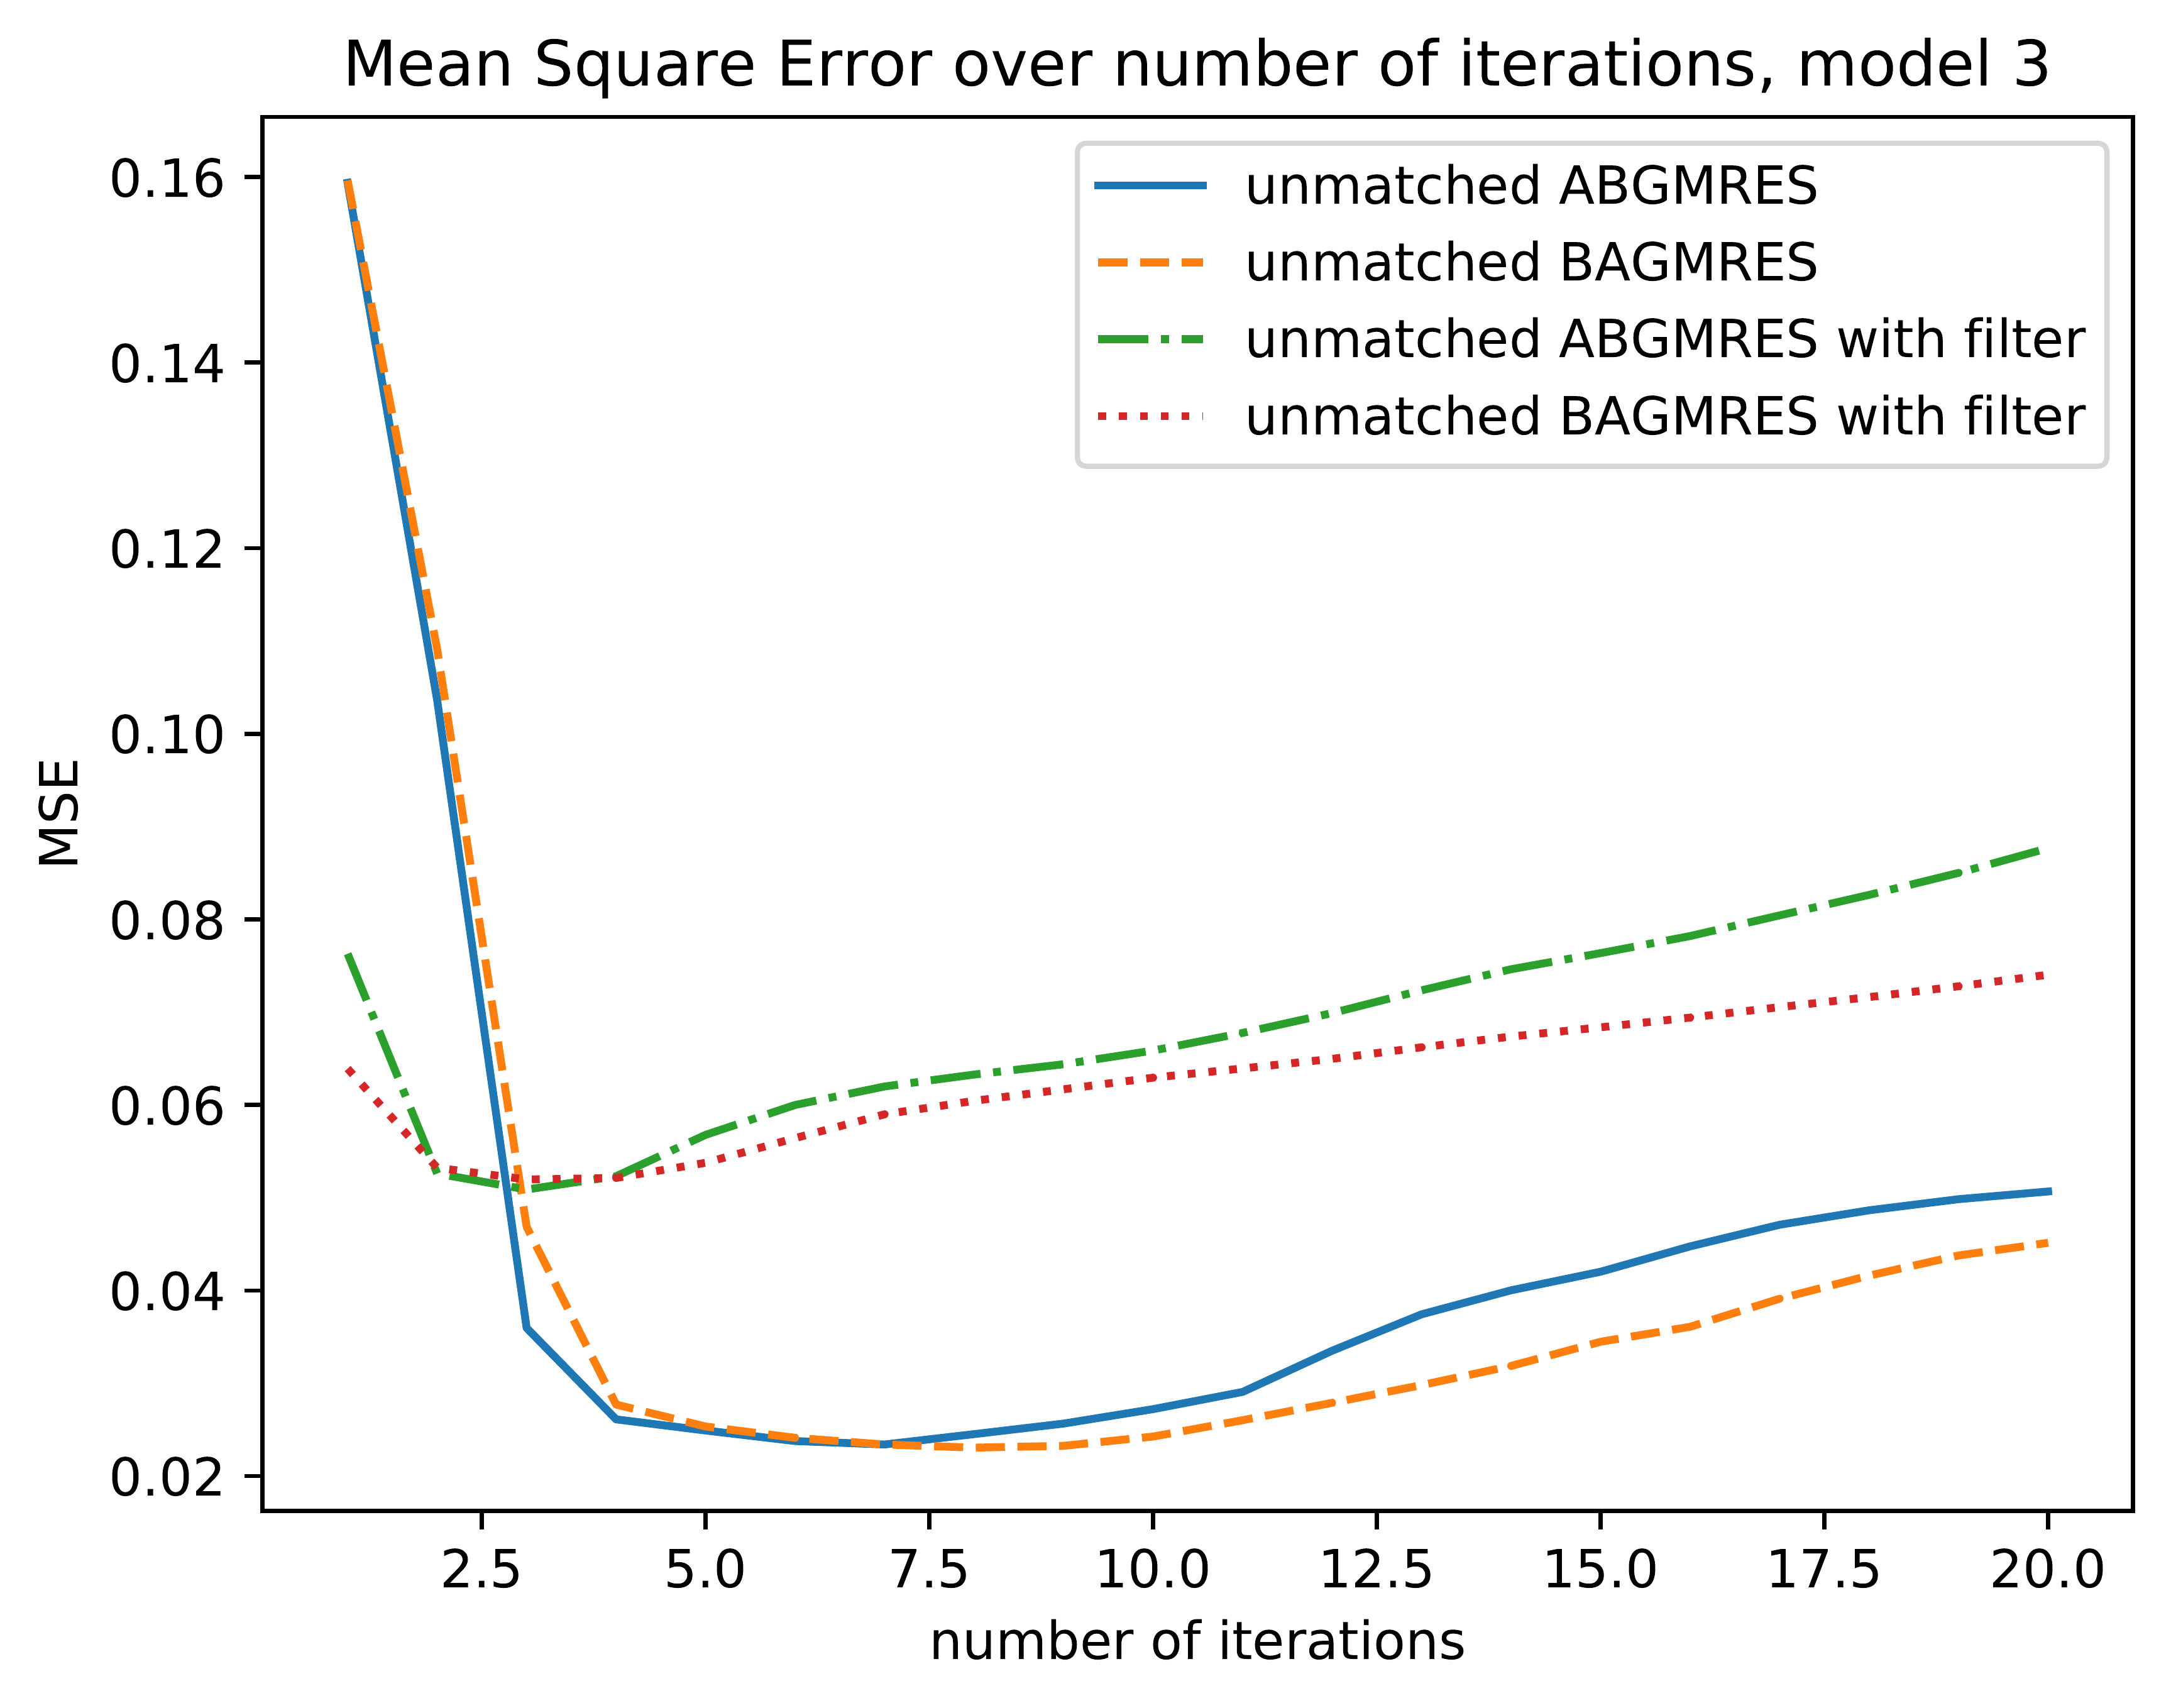 Mean Square Error over number of iterations, model 3
unmatched ABGMRES
unmatched BAGMRES
unmatched ABGMRES with filter
unmatched BAGMRES with filter
MSE
0.16
0.14
0.12
0.10
0.08
0.06
0.04
0.02
2.5 5.0 7.5 10.0 12.5 15.0 17.5 20.0
number of iterations